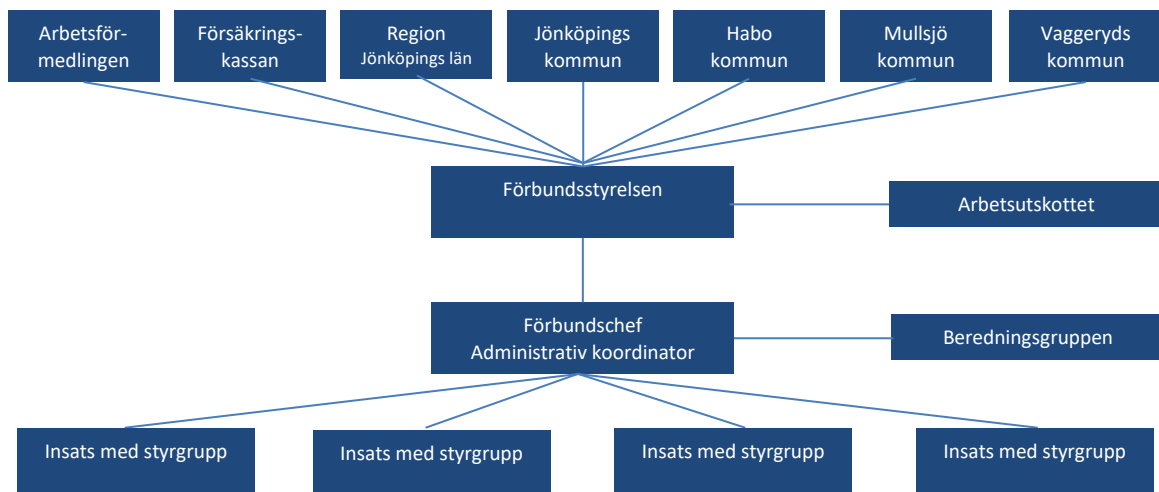 Arbetsför-
medlingen
Försäkrings-
kassan
Region
Jönköpings län
Jönköpings
kommun
Habo
kommun
Mullsjö
kommun
Vaggeryds
kommun
Förbundsstyrelsen
Arbetsutskottet
Förbundschef
Administrativ koordinator
Beredningsgruppen
Insats med styrgrupp
Insats med styrgrupp
Insats med styrgrupp
Insats med styrgrupp